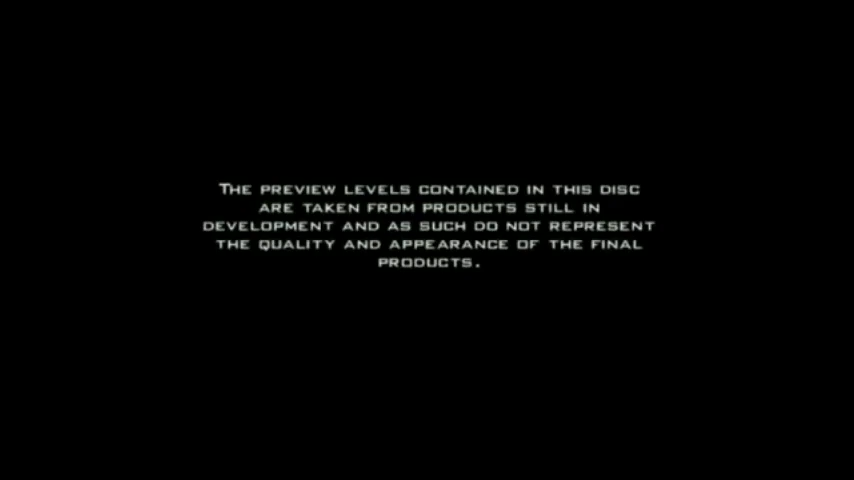 The preview levels contained in this disc
are taken from products still in
development and as such do not represent
the quality and appearance of the final
products.